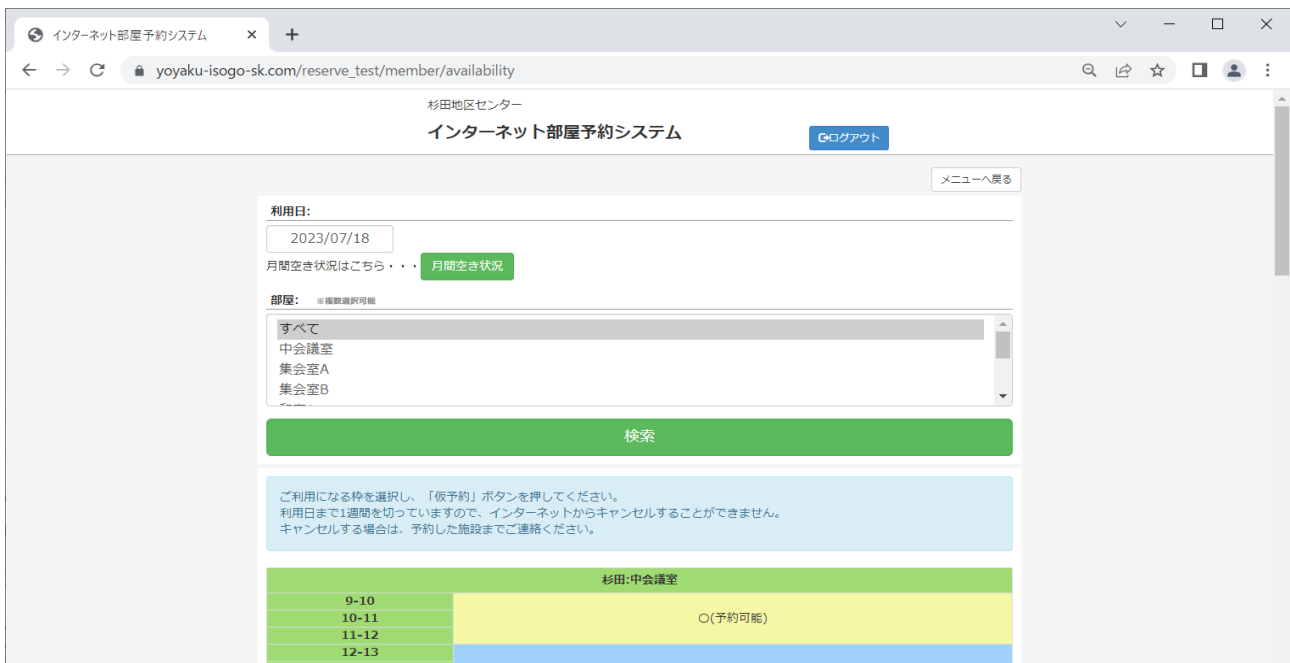 インターネット部屋予約システム
yoyaku-isogo-sk.com/reserve_test/member/availability
杉田地区センター
インターネット部屋予約システム
ログアウト
メニューへ戻る
利用日:
2023/07/18
月間空き状況はこちら・・・ 月間空き状況
部屋: ※複数選択可能
すべて
中会議室
集会室A
集会室B
検索
ご利用になる枠を選択し、「仮予約」ボタンを押してください。
利用日まで1週間を切っていますので、インターネットからキャンセルすることができません。
キャンセルする場合は、予約した施設までご連絡ください。
杉田:中会議室
9-10
10-11 〇(予約可能)
11-12
12-13